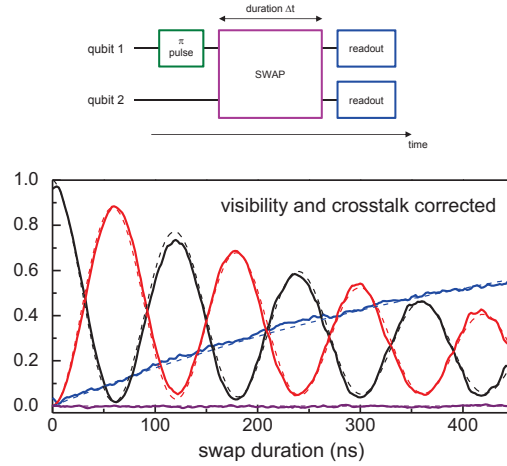 duration Δt
qubit 1
π
pulse
SWAP
readout
qubit 2
readout
time
visibility and crosstalk corrected
1.0
0.8
0.6
0.4
0.2
0.0
0 100 200 300 400
swap duration (ns)